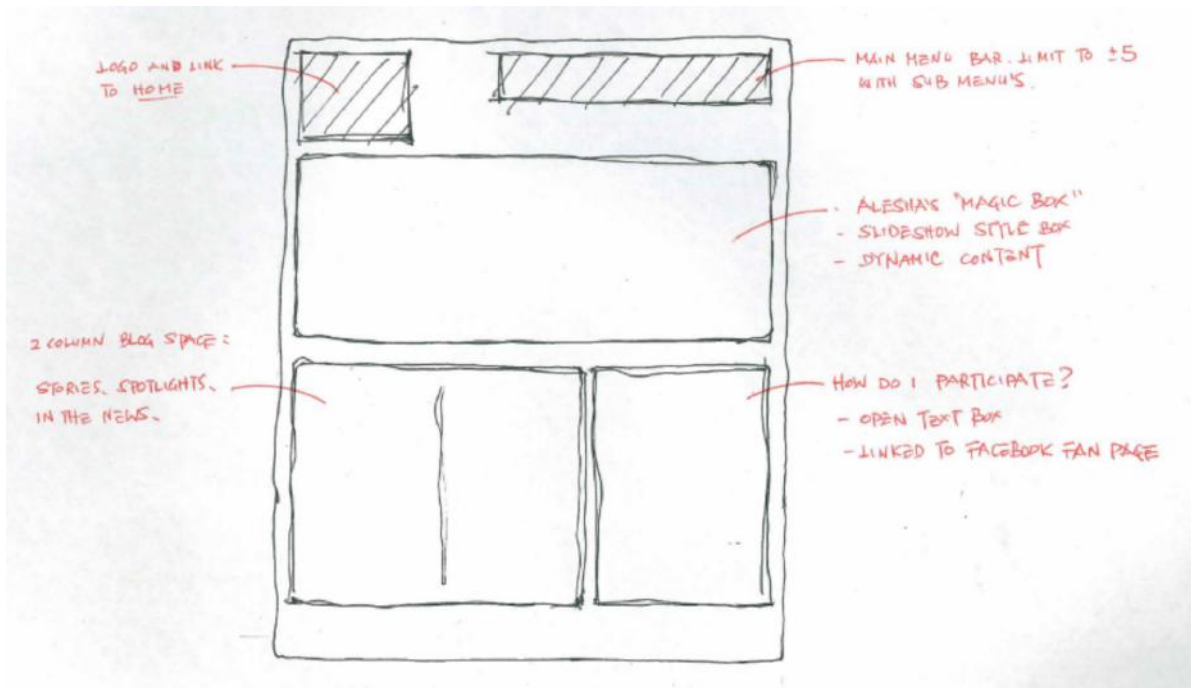 LOGO AND LINK
TO HOME
MAIN MENU BAR. LIMIT TO ±5
WITH SUB MENU'S.
- ALESHA'S "MAGIC BOX"
- SLIDESHOW STYLE BOX
- DYNAMIC CONTENT
2 COLUMN BLOG SPACE:
STORIES. SPOTLIGHTS.
IN THE NEWS.
HOW DO I PARTICIPATE?
- OPEN TEXT BOX
- LINKED TO FACEBOOK FAN PAGE